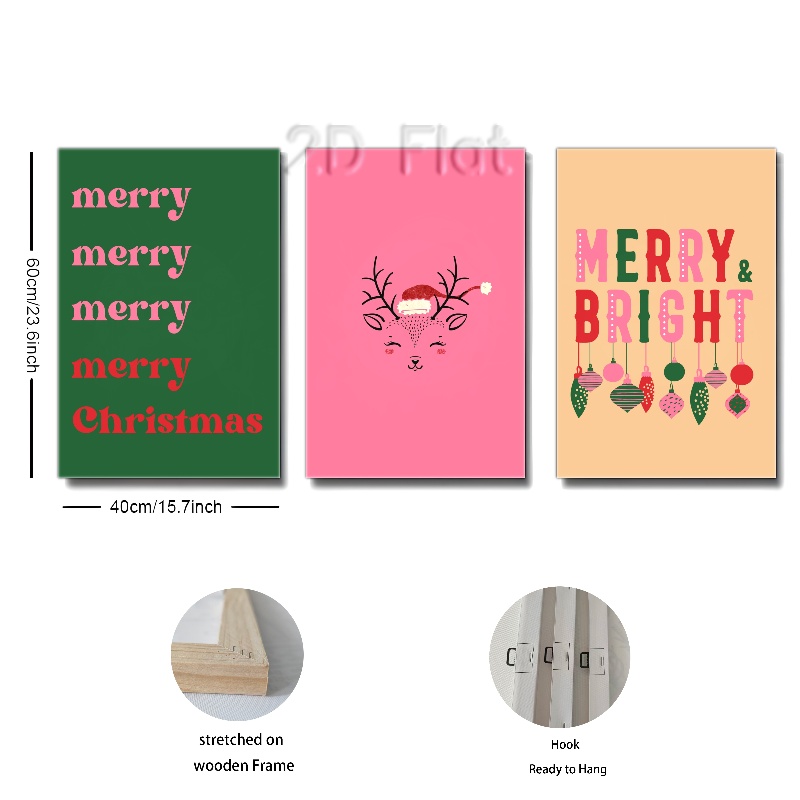 2D Flat
60cm/23.6inch
merry
merry
merry
merry
Christmas
MERRY &
BRIGHT
40cm/15.7inch
stretched on
wooden Frame
Hook
Ready to Hang